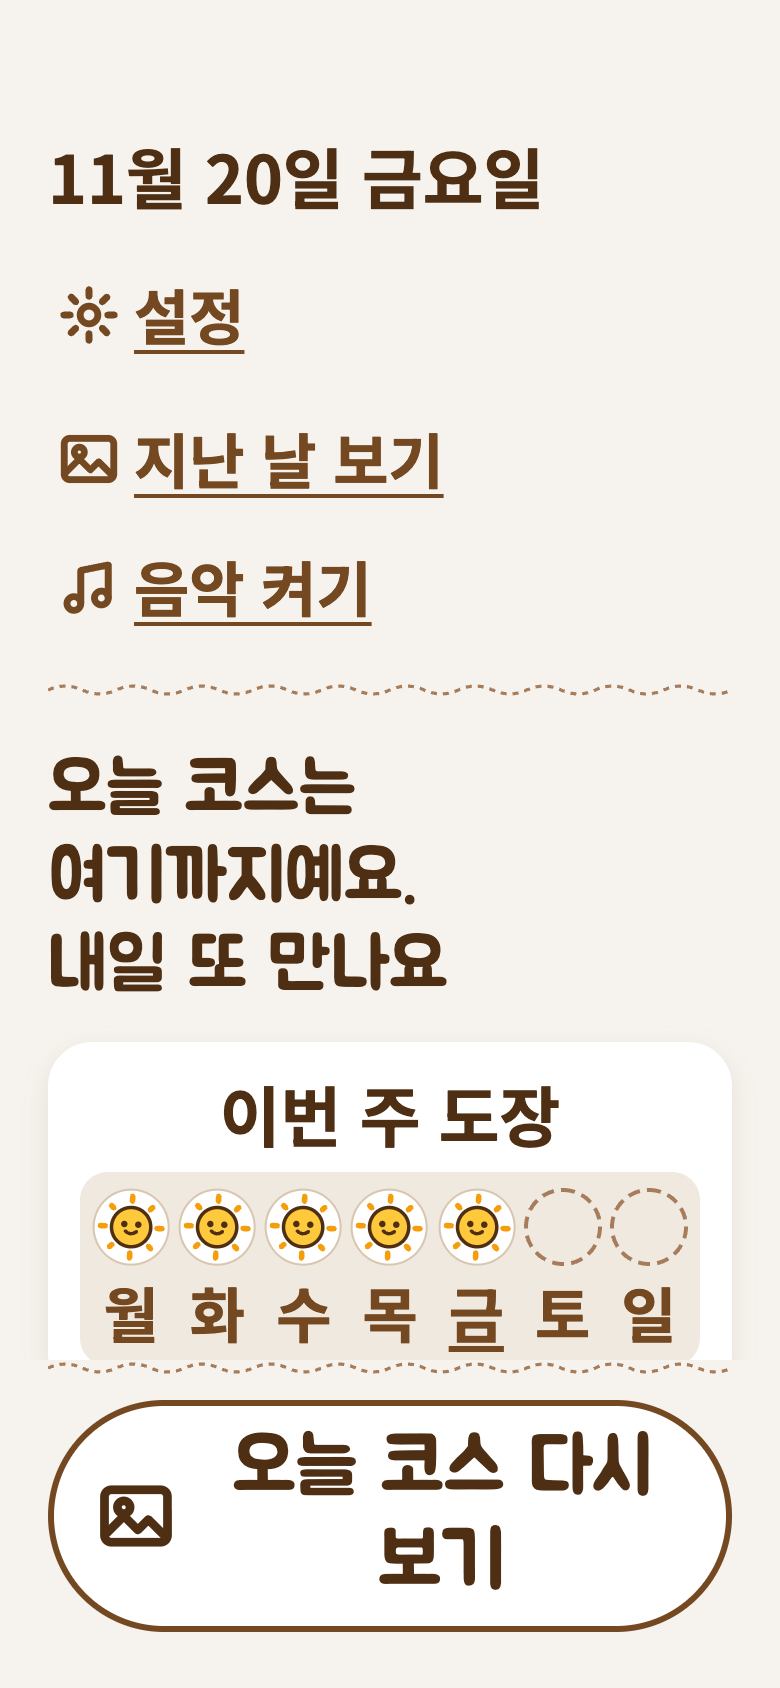 11월 20일 금요일
설정
지난 날 보기
음악 켜기
오늘 코스는
여기까지예요.
내일 또 만나요
이번 주 도장
월 화 수 목 금 토 일
오늘 코스 다시
보기